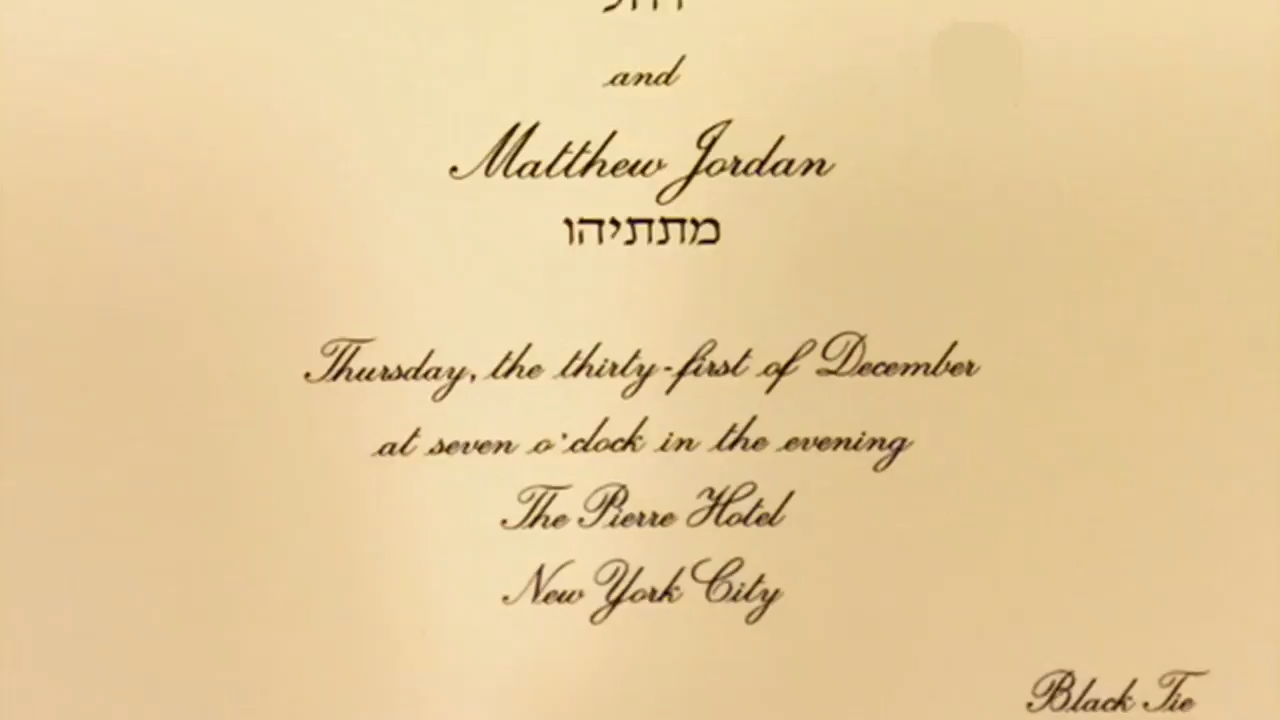 and
Matthew Jordan
מתתיהו
Thursday, the thirty-first of December
at seven o'clock in the evening
The Pierre Hotel
New York City
Black Tie